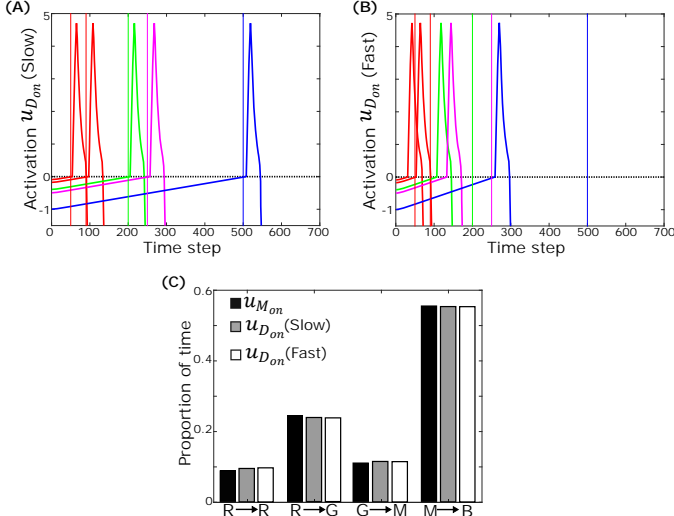 (A)
Activation u_{D_{on}} (Slow)
5
0
-1
0 100 200 300 400 500 600 700
Time step
(B)
Activation u_{D_{on}} (Fast)
5
0
-1
0 100 200 300 400 500 600 700
Time step
(C)
Proportion of time
0.6
0.4
0.2
0
u_{M_{on}}
u_{D_{on}}(Slow)
u_{D_{on}}(Fast)
R→R R→G G→M M→B